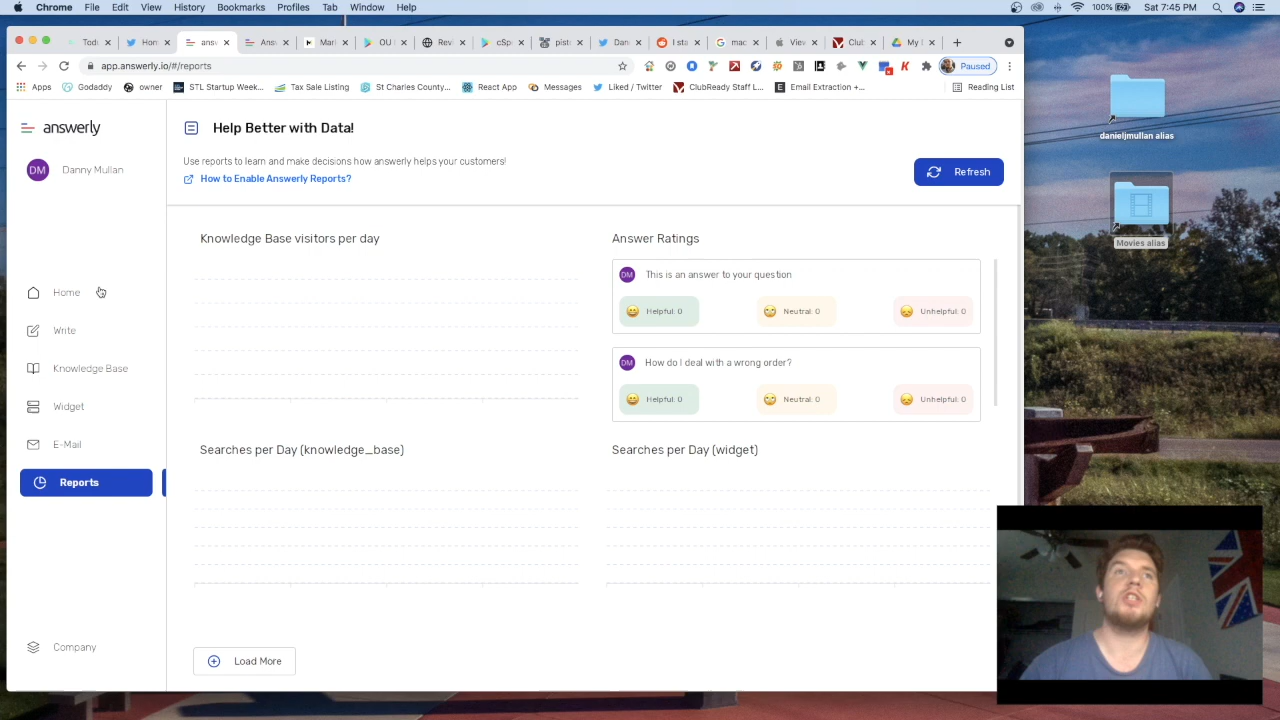 Chrome File Edit View History Bookmarks Profiles Tab Window Help 100% Sat 7:45 PM
app.answerly.io/#/reports Paused
Apps Godaddy owner STL Startup Week... Tax Sale Listing St Charles County... React App Messages Liked / Twitter ClubReady Staff L... Email Extraction +... Reading List
answerly
DM Danny Mullan
Home
Write
Knowledge Base
Widget
E-Mail
Reports
Company
Help Better with Data!
Use reports to learn and make decisions how answerly helps your customers!
How to Enable Answerly Reports?
Refresh
Knowledge Base visitors per day
Answer Ratings
DM This is an answer to your question
Helpful: 0 Neutral: 0 Unhelpful: 0
DM How do I deal with a wrong order?
Helpful: 0 Neutral: 0 Unhelpful: 0
Searches per Day (knowledge_base)
Searches per Day (widget)
Load More
danieljmullan alias
Movies alias